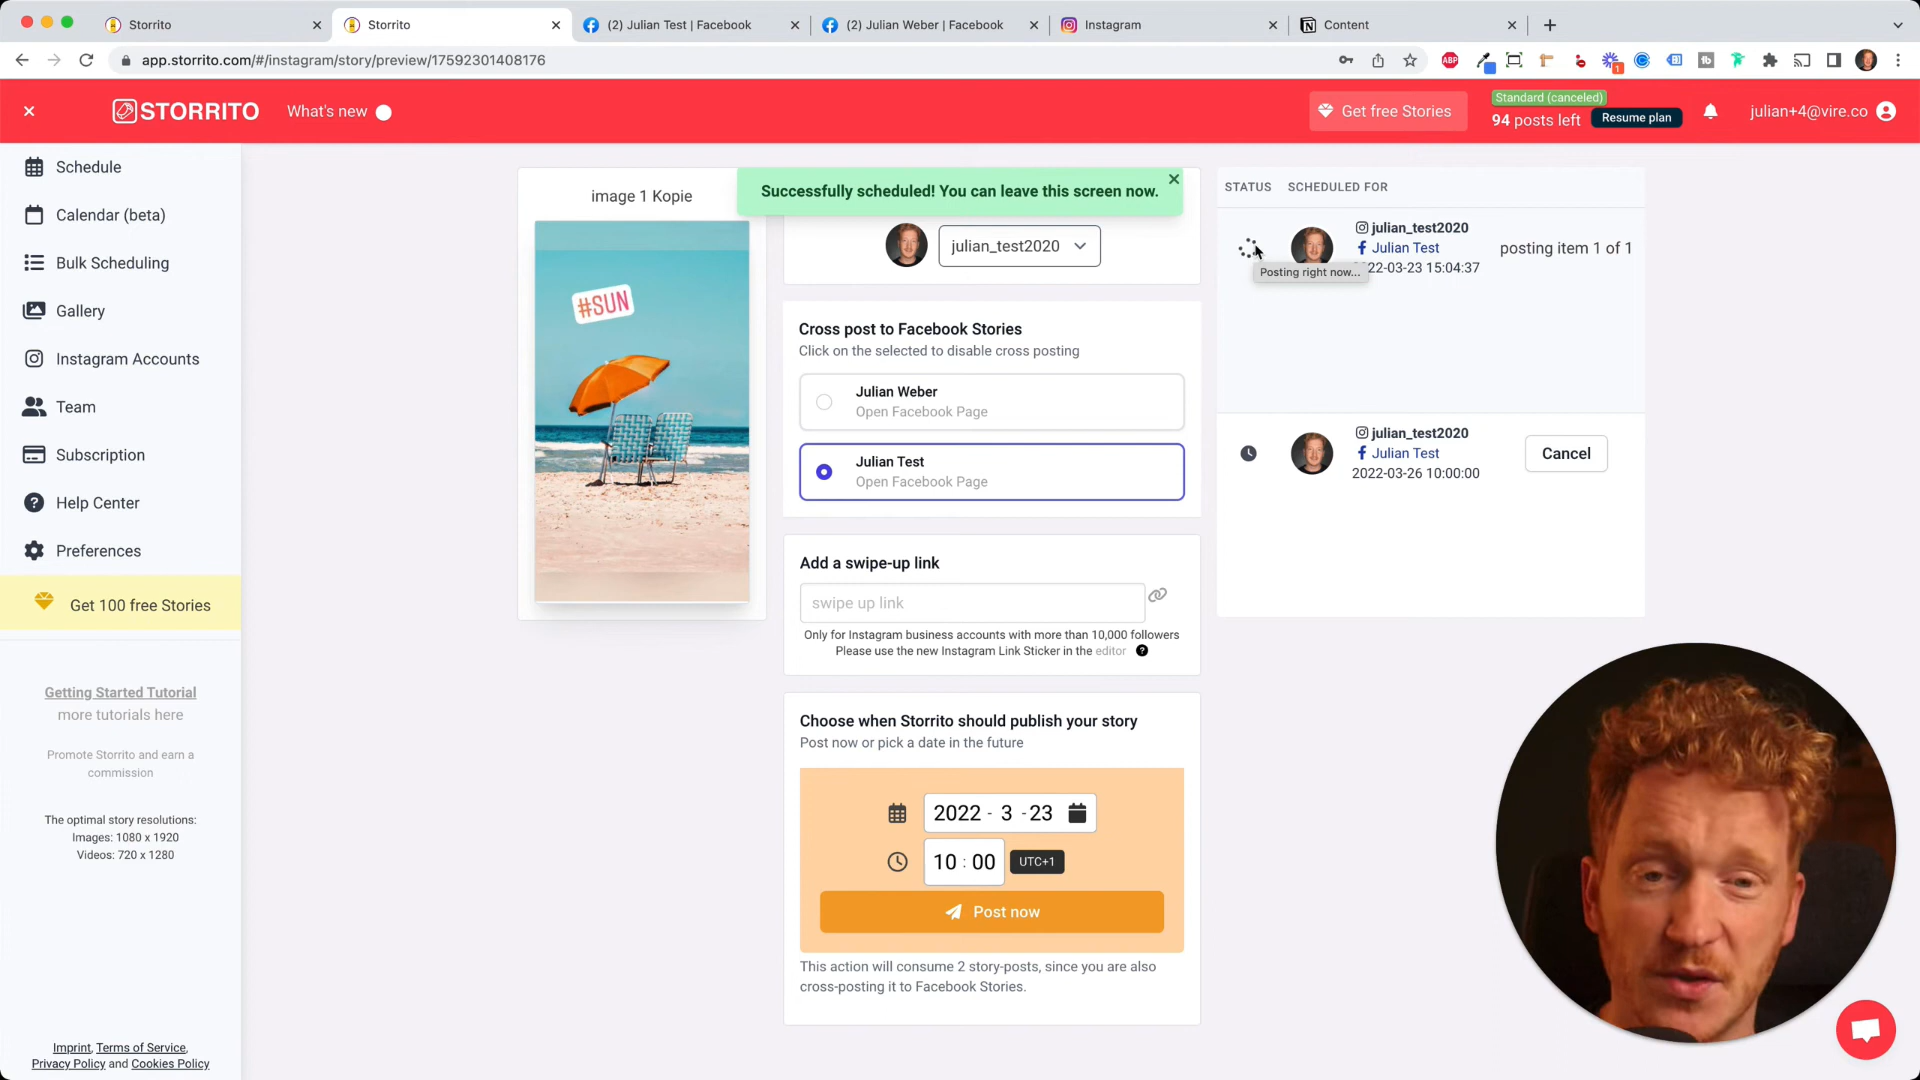 Storrito
Storrito
(2) Julian Test | Facebook
(2) Julian Weber | Facebook
Instagram
Content
app.storrito.com/#/instagram/story/preview/17592301408176
ABP
1
STORRITO
What's new
Get free Stories
Standard (canceled)
94 posts left
Resume plan
julian+4@vire.co
Schedule
Calendar (beta)
Bulk Scheduling
Gallery
Instagram Accounts
Team
Subscription
Help Center
Preferences
Get 100 free Stories
Getting Started Tutorial
more tutorials here
Promote Storrito and earn a
commission
The optimal story resolutions:
Images: 1080 x 1920
Videos: 720 x 1280
Imprint, Terms of Service,
Privacy Policy and Cookies Policy
image 1 Kopie
#SUN
Successfully scheduled! You can leave this screen now.
julian_test2020
Cross post to Facebook Stories
Click on the selected to disable cross posting
Julian Weber
Open Facebook Page
Julian Test
Open Facebook Page
Add a swipe-up link
swipe up link
Only for Instagram business accounts with more than 10,000 followers
Please use the new Instagram Link Sticker in the editor
Choose when Storrito should publish your story
Post now or pick a date in the future
2022 - 3 - 23
10 : 00
UTC+1
Post now
This action will consume 2 story-posts, since you are also
cross-posting it to Facebook Stories.
STATUS
SCHEDULED FOR
julian_test2020
Julian Test
22-03-23 15:04:37
posting item 1 of 1
Posting right now...
julian_test2020
Julian Test
2022-03-26 10:00:00
Cancel